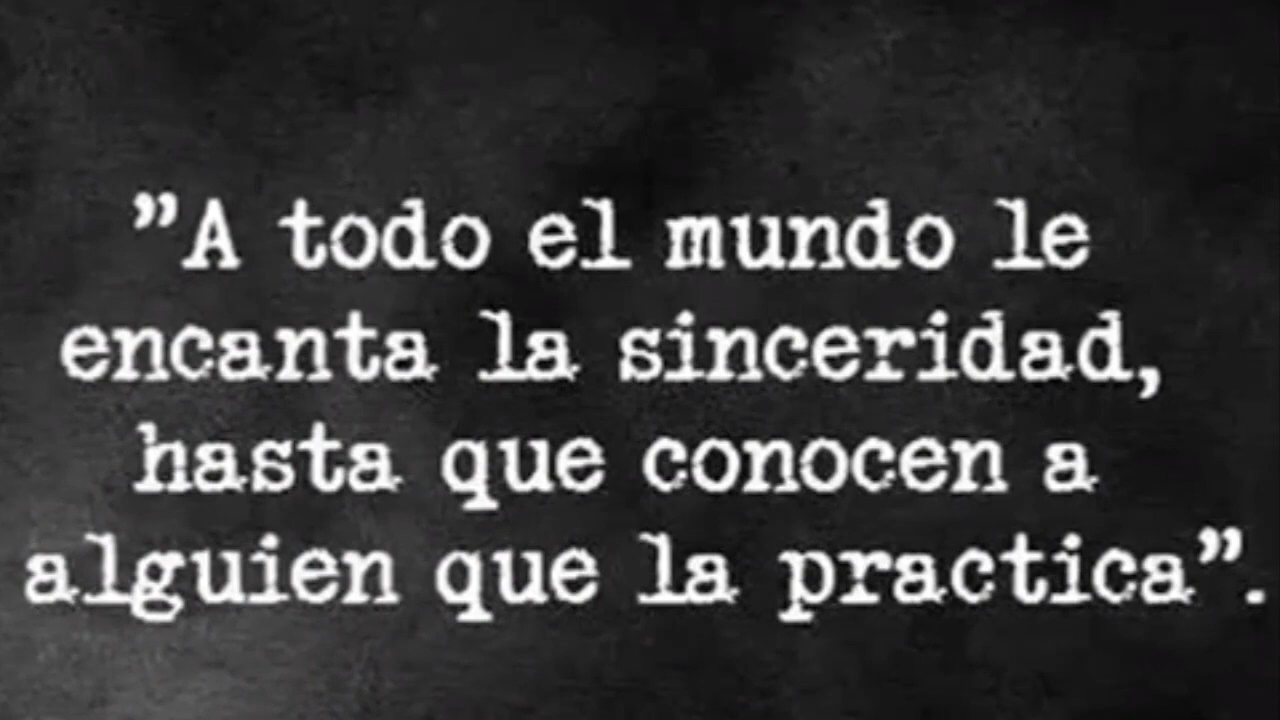 ”A todo el mundo le
encanta la sinceridad,
hasta que conocen a
alguien que la practica”.